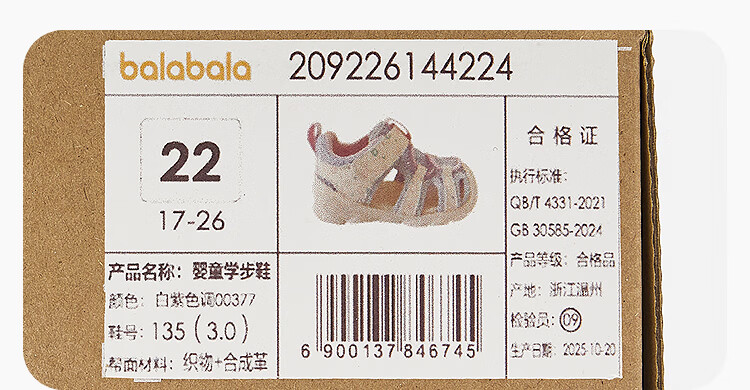 balabala 209226144224
22
17-26
合格证
执行标准:
QB/T 4331-2021
GB 30585-2024
产品等级: 合格品
产地: 浙江温州
检验员: 09
生产日期: 2025-10-20
产品名称: 婴童学步鞋
颜色: 白紫色调00377
鞋号: 135(3.0)
帮面材料: 织物+合成革
6 900137 846745